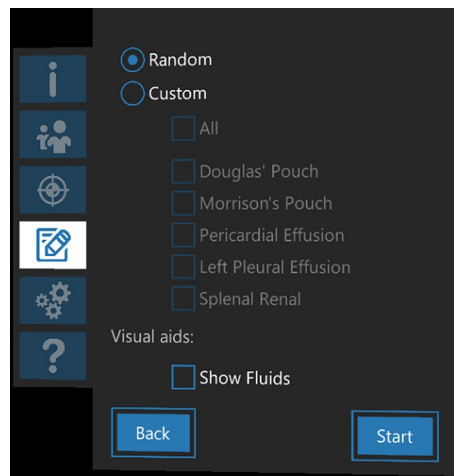 Random
Custom
All
Douglas' Pouch
Morrison's Pouch
Pericardial Effusion
Left Pleural Effusion
Splenal Renal
Visual aids:
Show Fluids
Back
Start
?